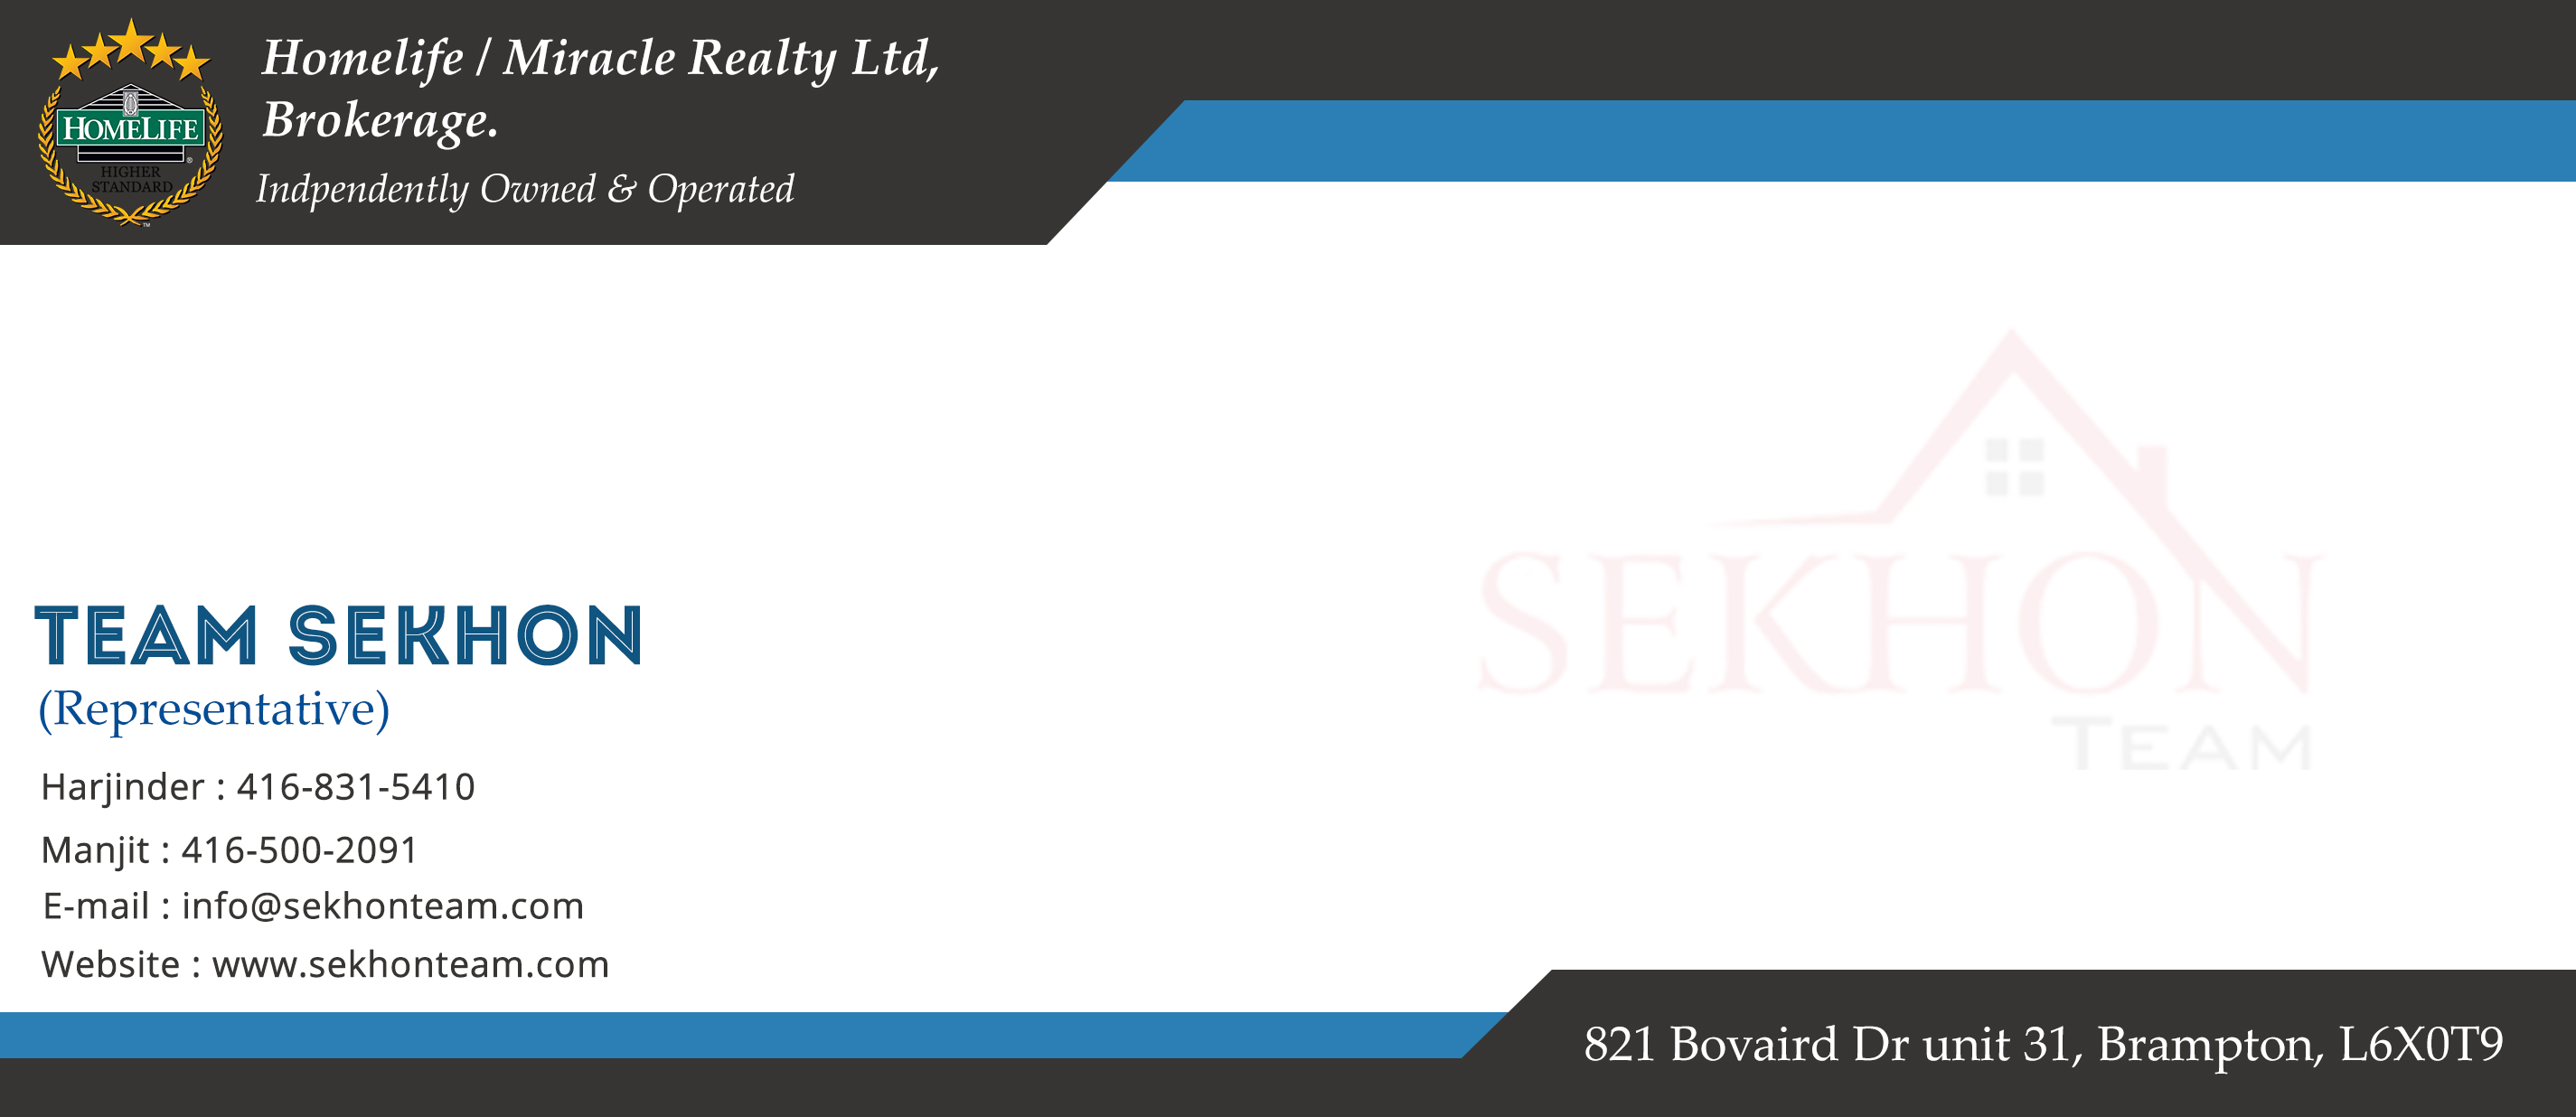 Homelife / Miracle Realty Ltd,
Brokerage.
Indpendently Owned & Operated
HOMELIFE
®
HIGHER
STANDARD
™
SEKHON
TEAM
TEAM SEKHON
(Representative)
Harjinder : 416-831-5410
Manjit : 416-500-2091
E-mail : info@sekhonteam.com
Website : www.sekhonteam.com
821 Bovaird Dr unit 31, Brampton, L6X0T9